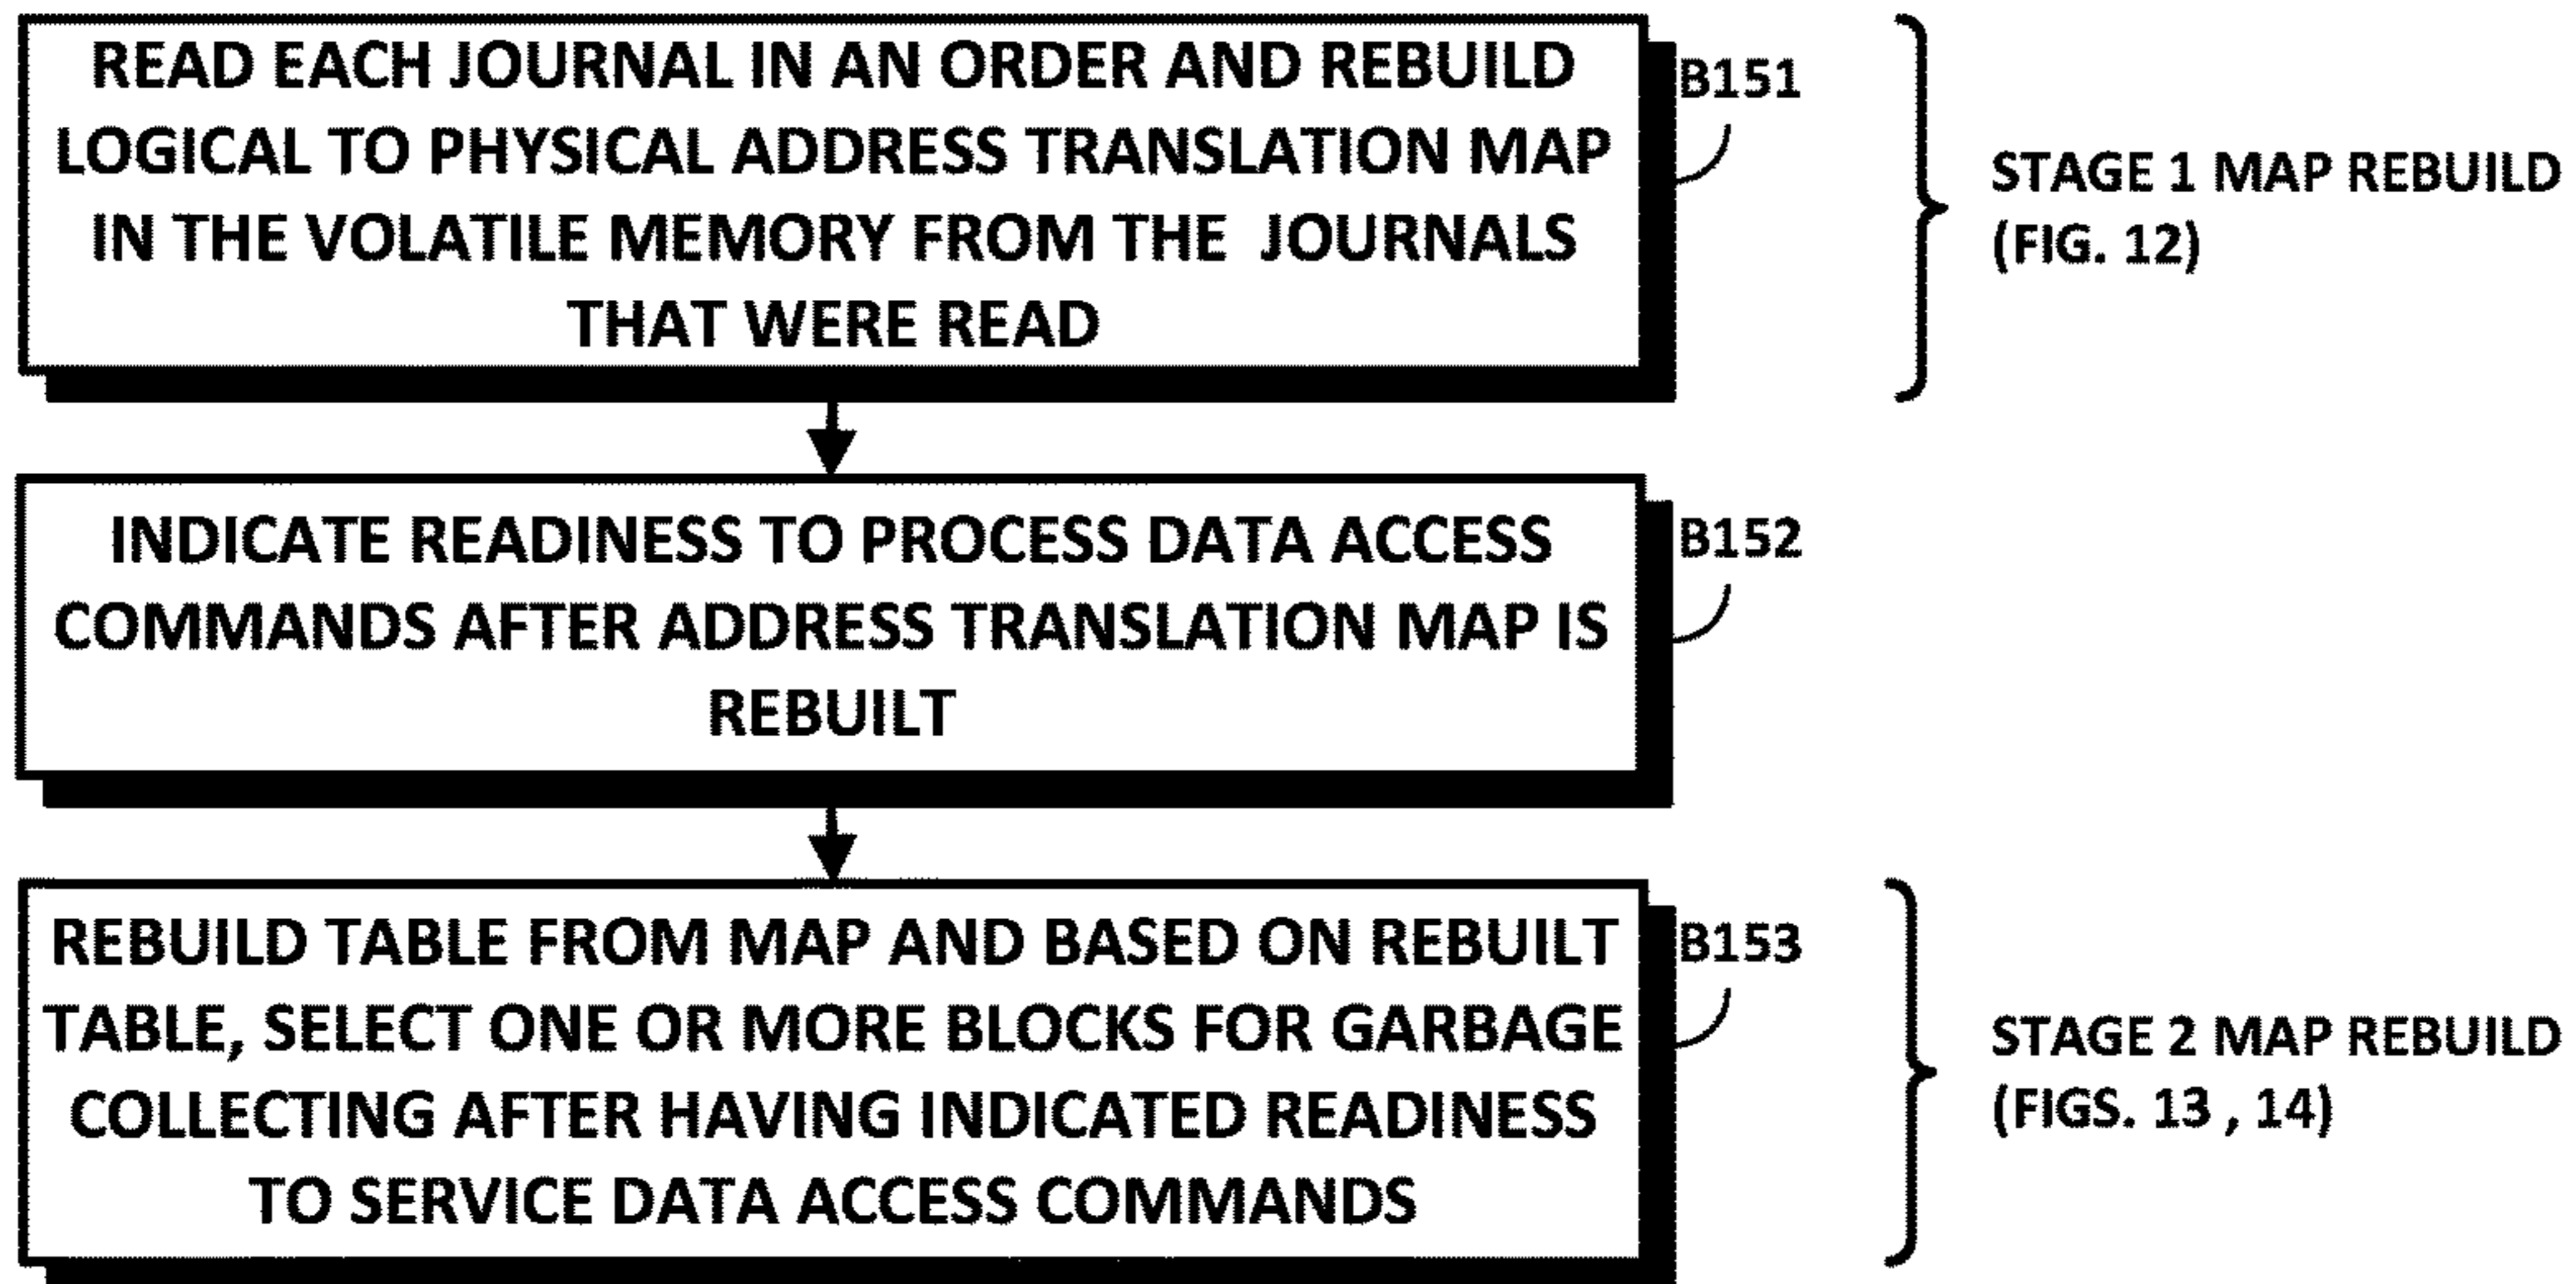 READ EACH JOURNAL IN AN ORDER AND REBUILD
LOGICAL TO PHYSICAL ADDRESS TRANSLATION MAP
IN THE VOLATILE MEMORY FROM THE JOURNALS
THAT WERE READ
B151
STAGE 1 MAP REBUILD
(FIG. 12)
INDICATE READINESS TO PROCESS DATA ACCESS
COMMANDS AFTER ADDRESS TRANSLATION MAP IS
REBUILT
B152
REBUILD TABLE FROM MAP AND BASED ON REBUILT
TABLE, SELECT ONE OR MORE BLOCKS FOR GARBAGE
COLLECTING AFTER HAVING INDICATED READINESS
TO SERVICE DATA ACCESS COMMANDS
B153
STAGE 2 MAP REBUILD
(FIGS. 13 , 14)